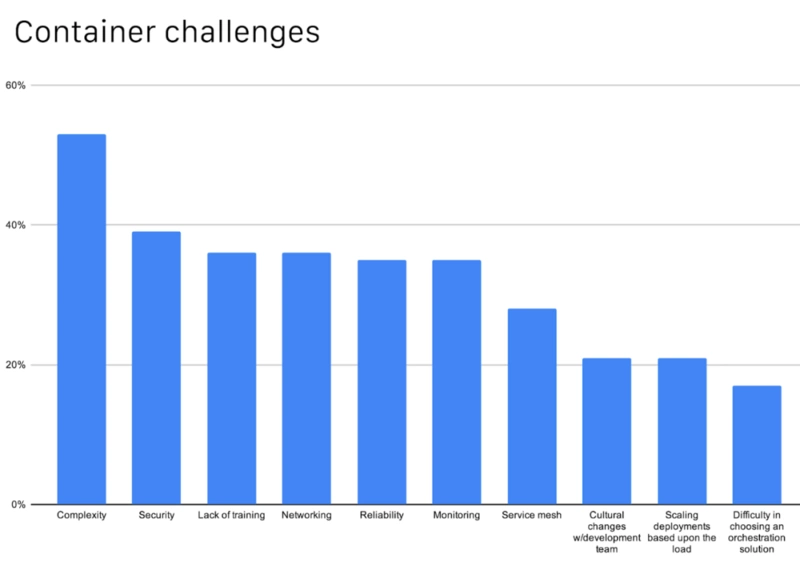 Container challenges
60%
40%
20%
0%
Complexity
Security
Lack of training
Networking
Reliability
Monitoring
Service mesh
Cultural
changes
w/development
team
Scaling
deployments
based upon the
load
Difficulty in
choosing an
orchestration
solution